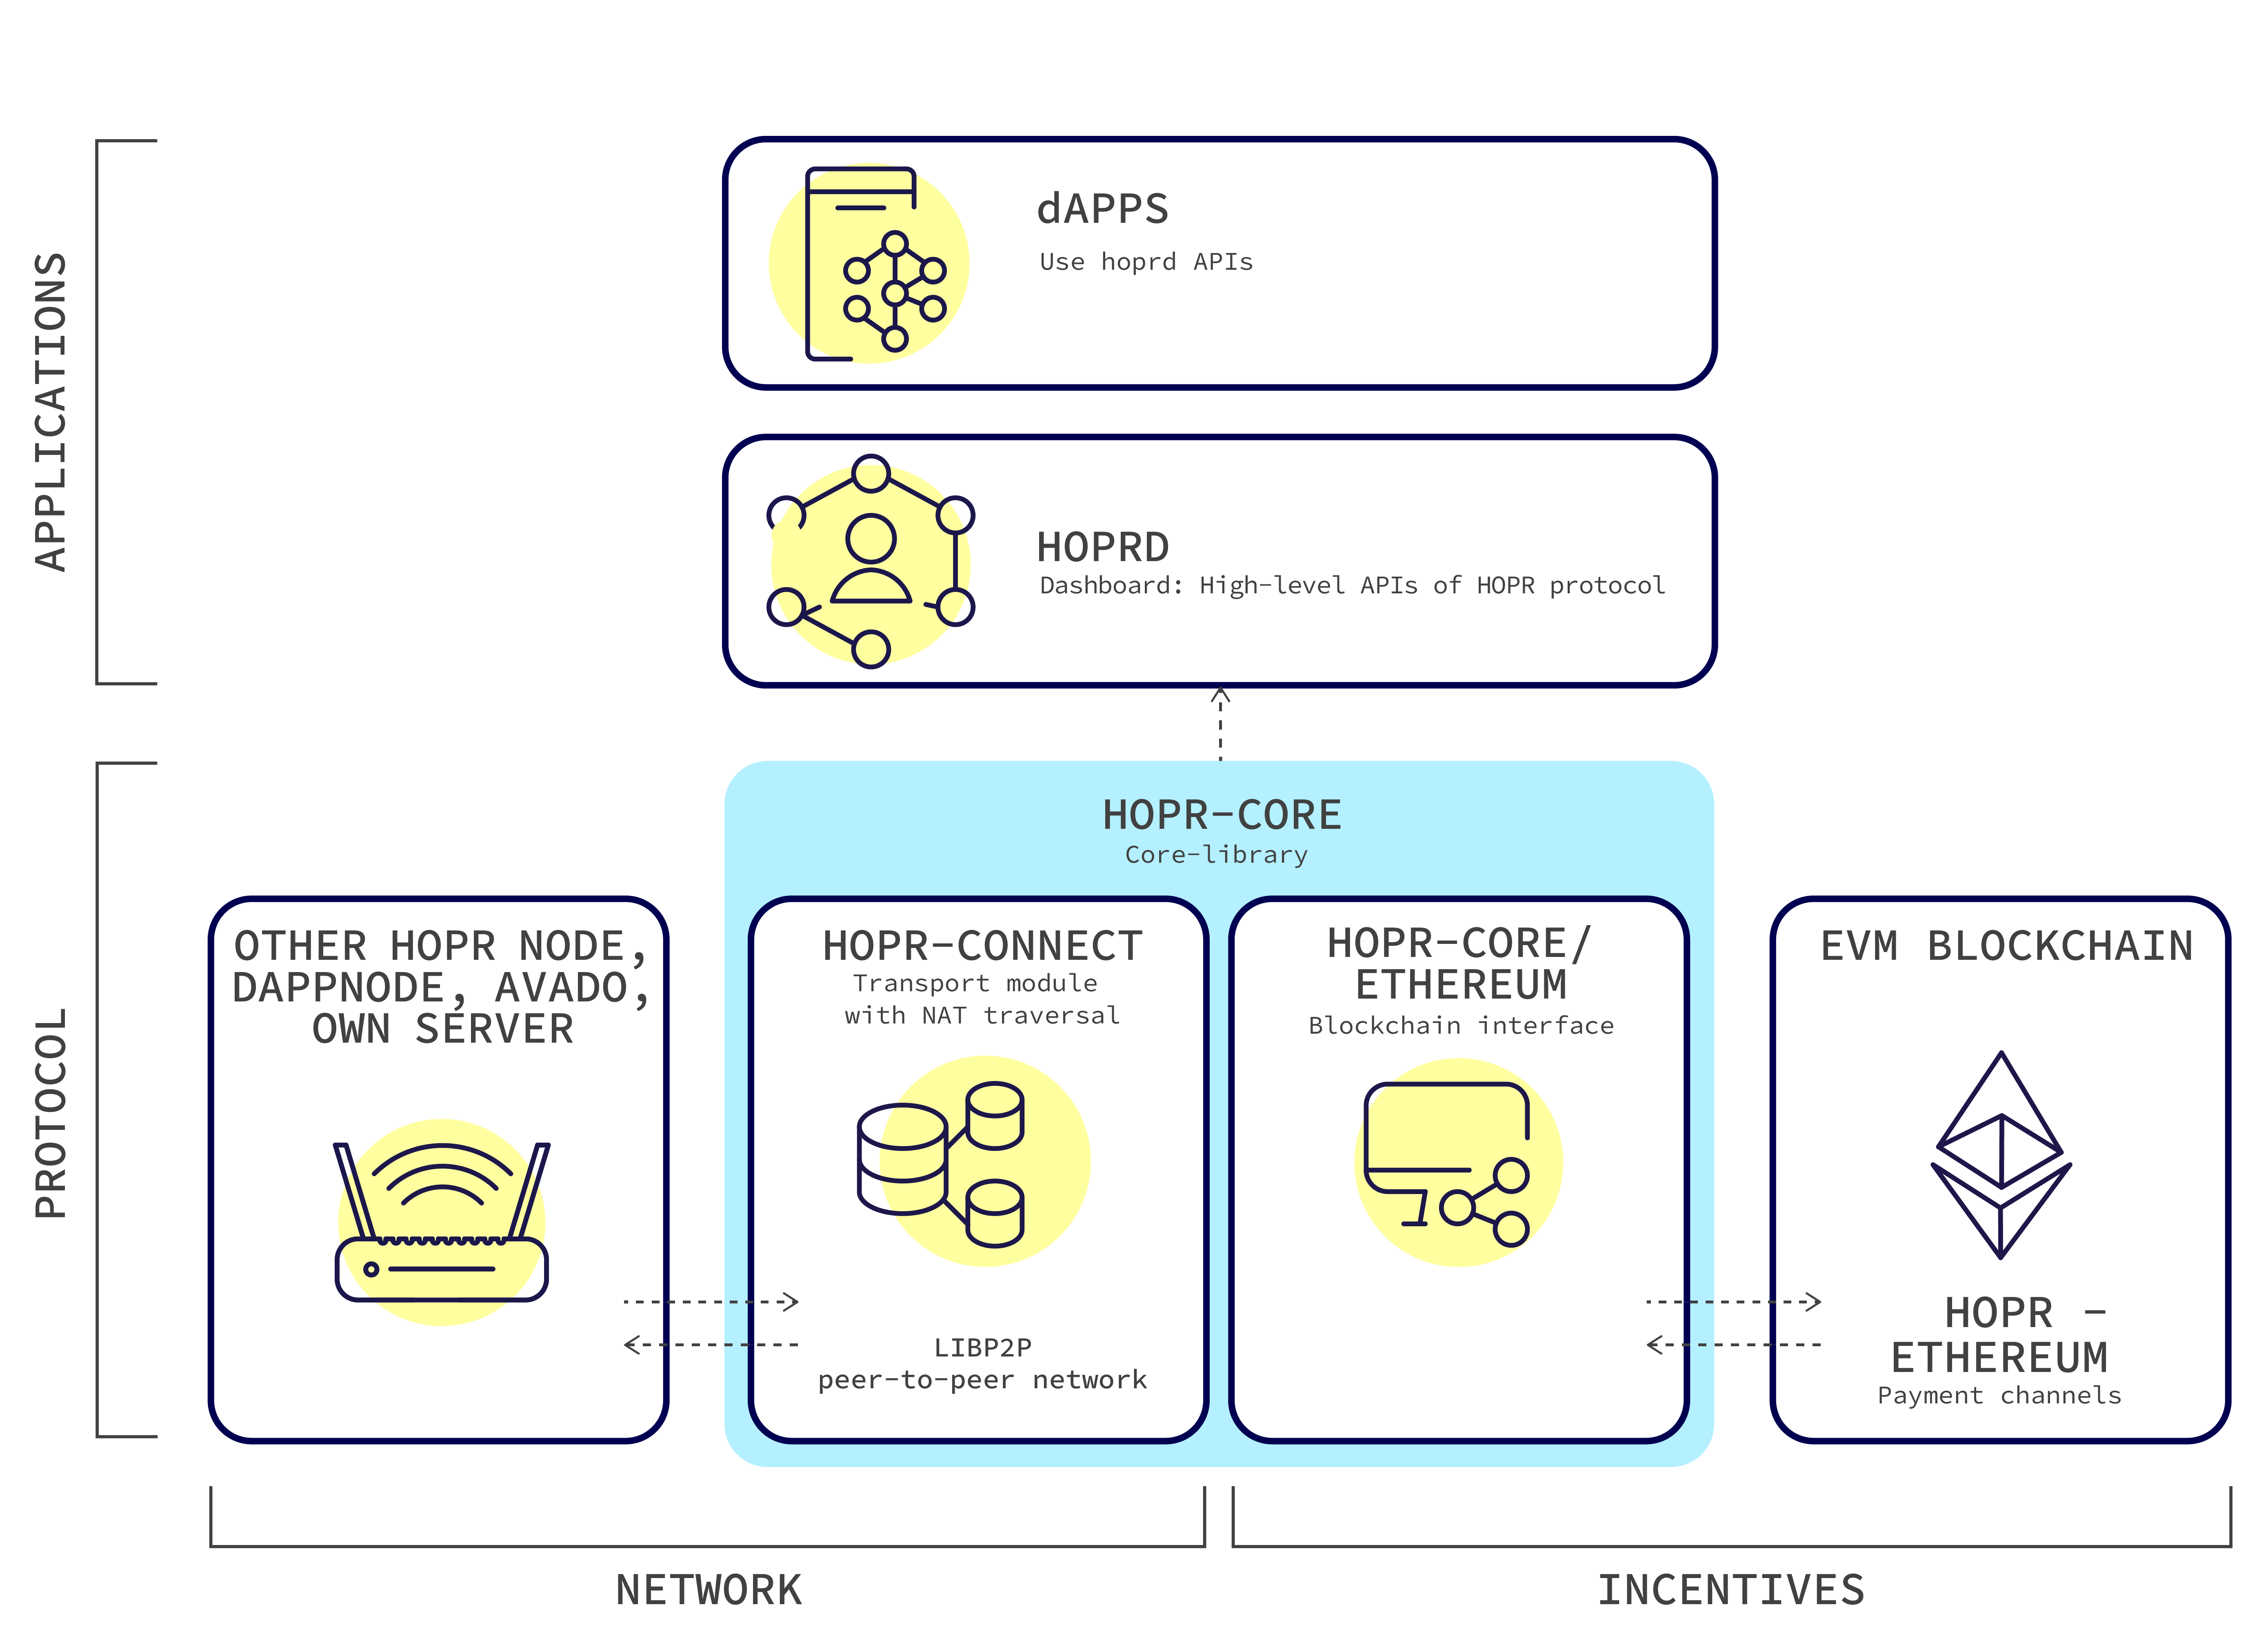 APPLICATIONS
dAPPS
Use hoprd APIs
HOPRD
Dashboard: High-level APIs of HOPR protocol
PROTOCOL
HOPR-CORE
Core-library
OTHER HOPR NODE,
DAPPNODE, AVADO,
OWN SERVER
HOPR-CONNECT
Transport module
with NAT traversal
LIBP2P
peer-to-peer network
HOPR-CORE/
ETHEREUM
Blockchain interface
EVM BLOCKCHAIN
HOPR -
ETHEREUM
Payment channels
NETWORK
INCENTIVES